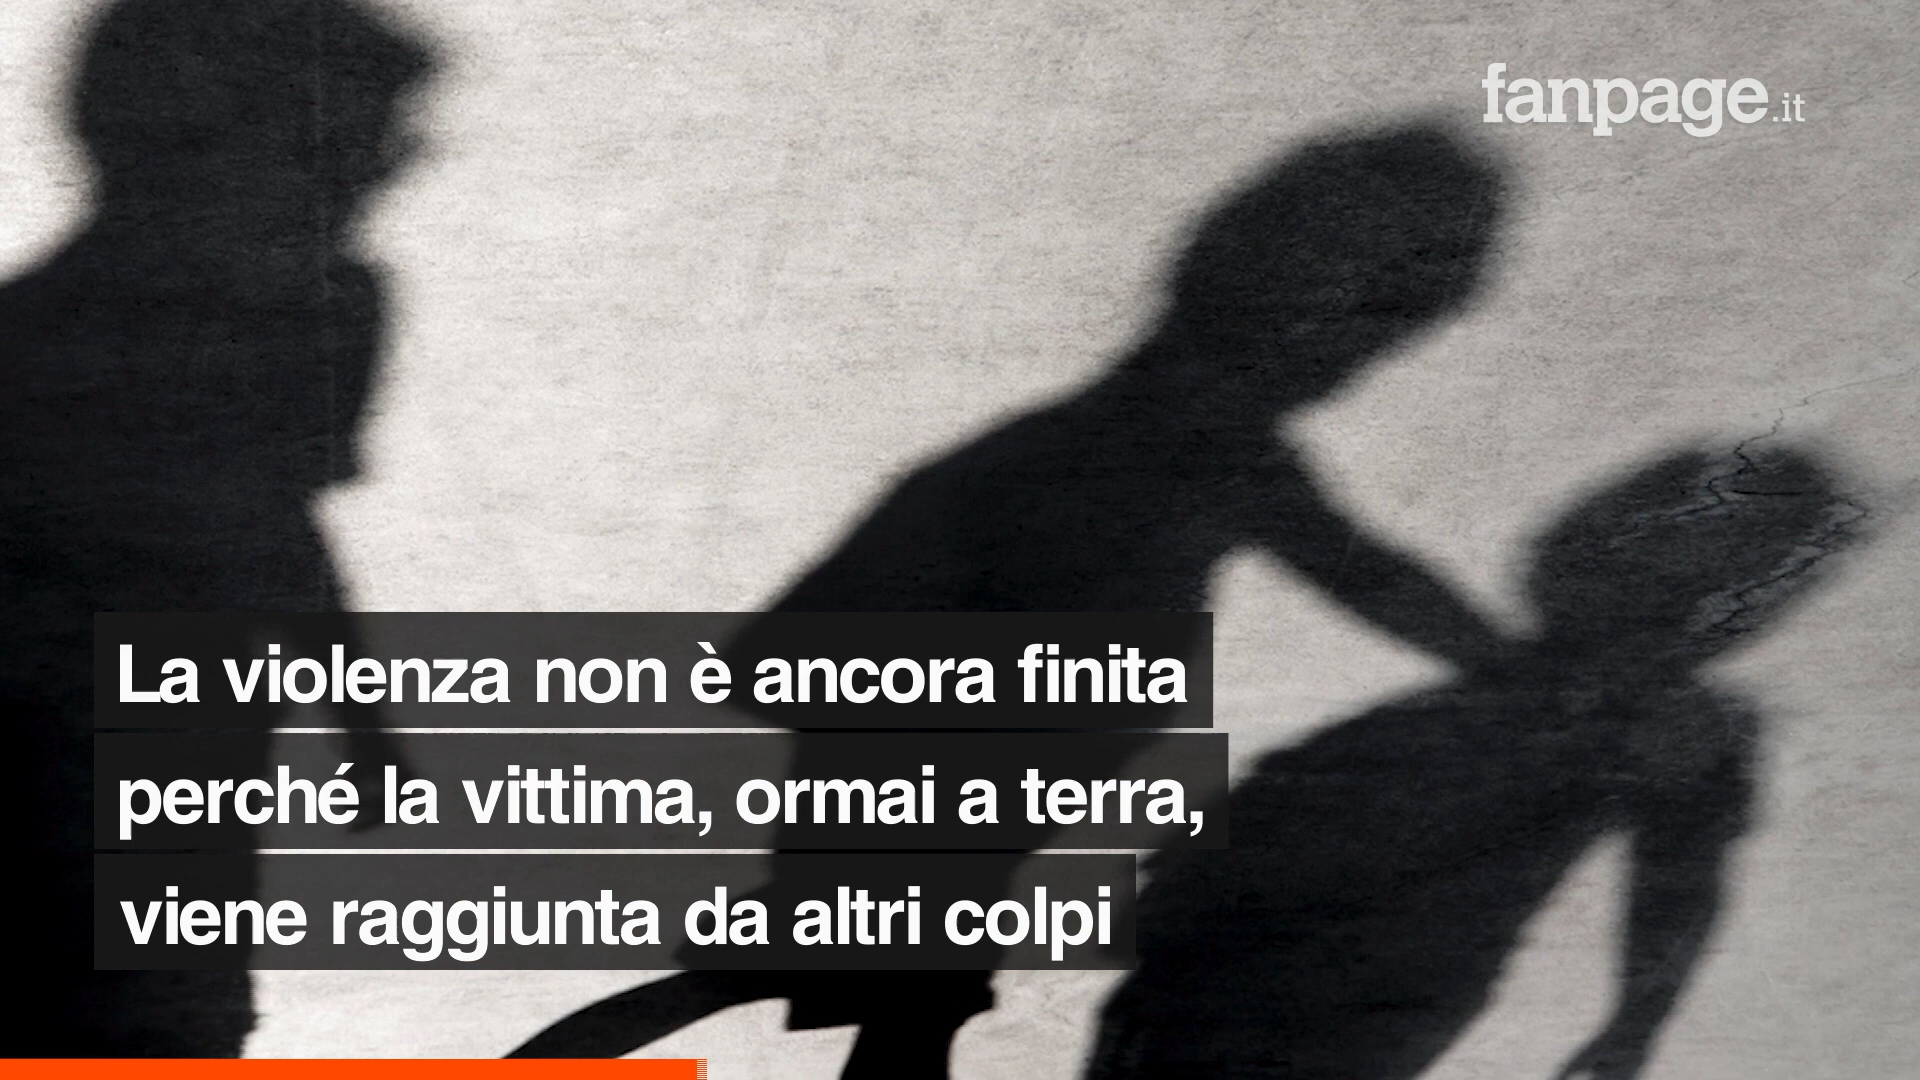 fanpage.it
La violenza non è ancora finita
perché la vittima, ormai a terra,
viene raggiunta da altri colpi